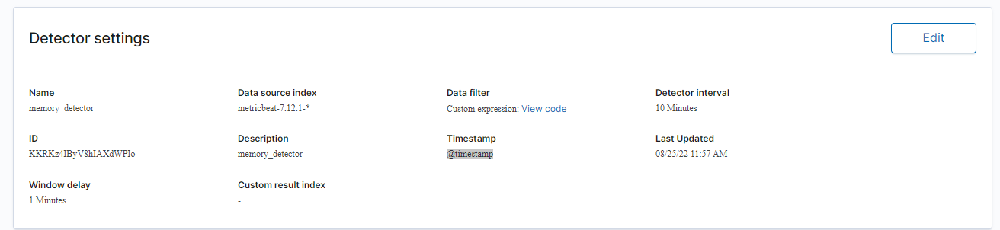 Detector settings
Edit
Name
Data source index
Data filter
Detector interval
memory_detector
metricbeat-7.12.1-*
Custom expression: View code
10 Minutes
ID
Description
Timestamp
Last Updated
KKRKz4IByV8hIAXdWPIo
memory_detector
@timestamp
08/25/22 11:57 AM
Window delay
Custom result index
1 Minutes
-